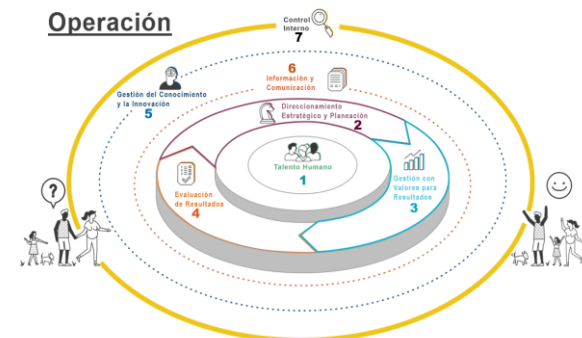 Operación
Control
Interno
7
6
Información y
Comunicación
Gestión del Conocimiento
y la Innovación
5
Direccionamiento
Estratégico y Planeación
2
Talento Humano
1
Gestión con
Valores para
Resultados
3
Evaluación
de Resultados
4
?